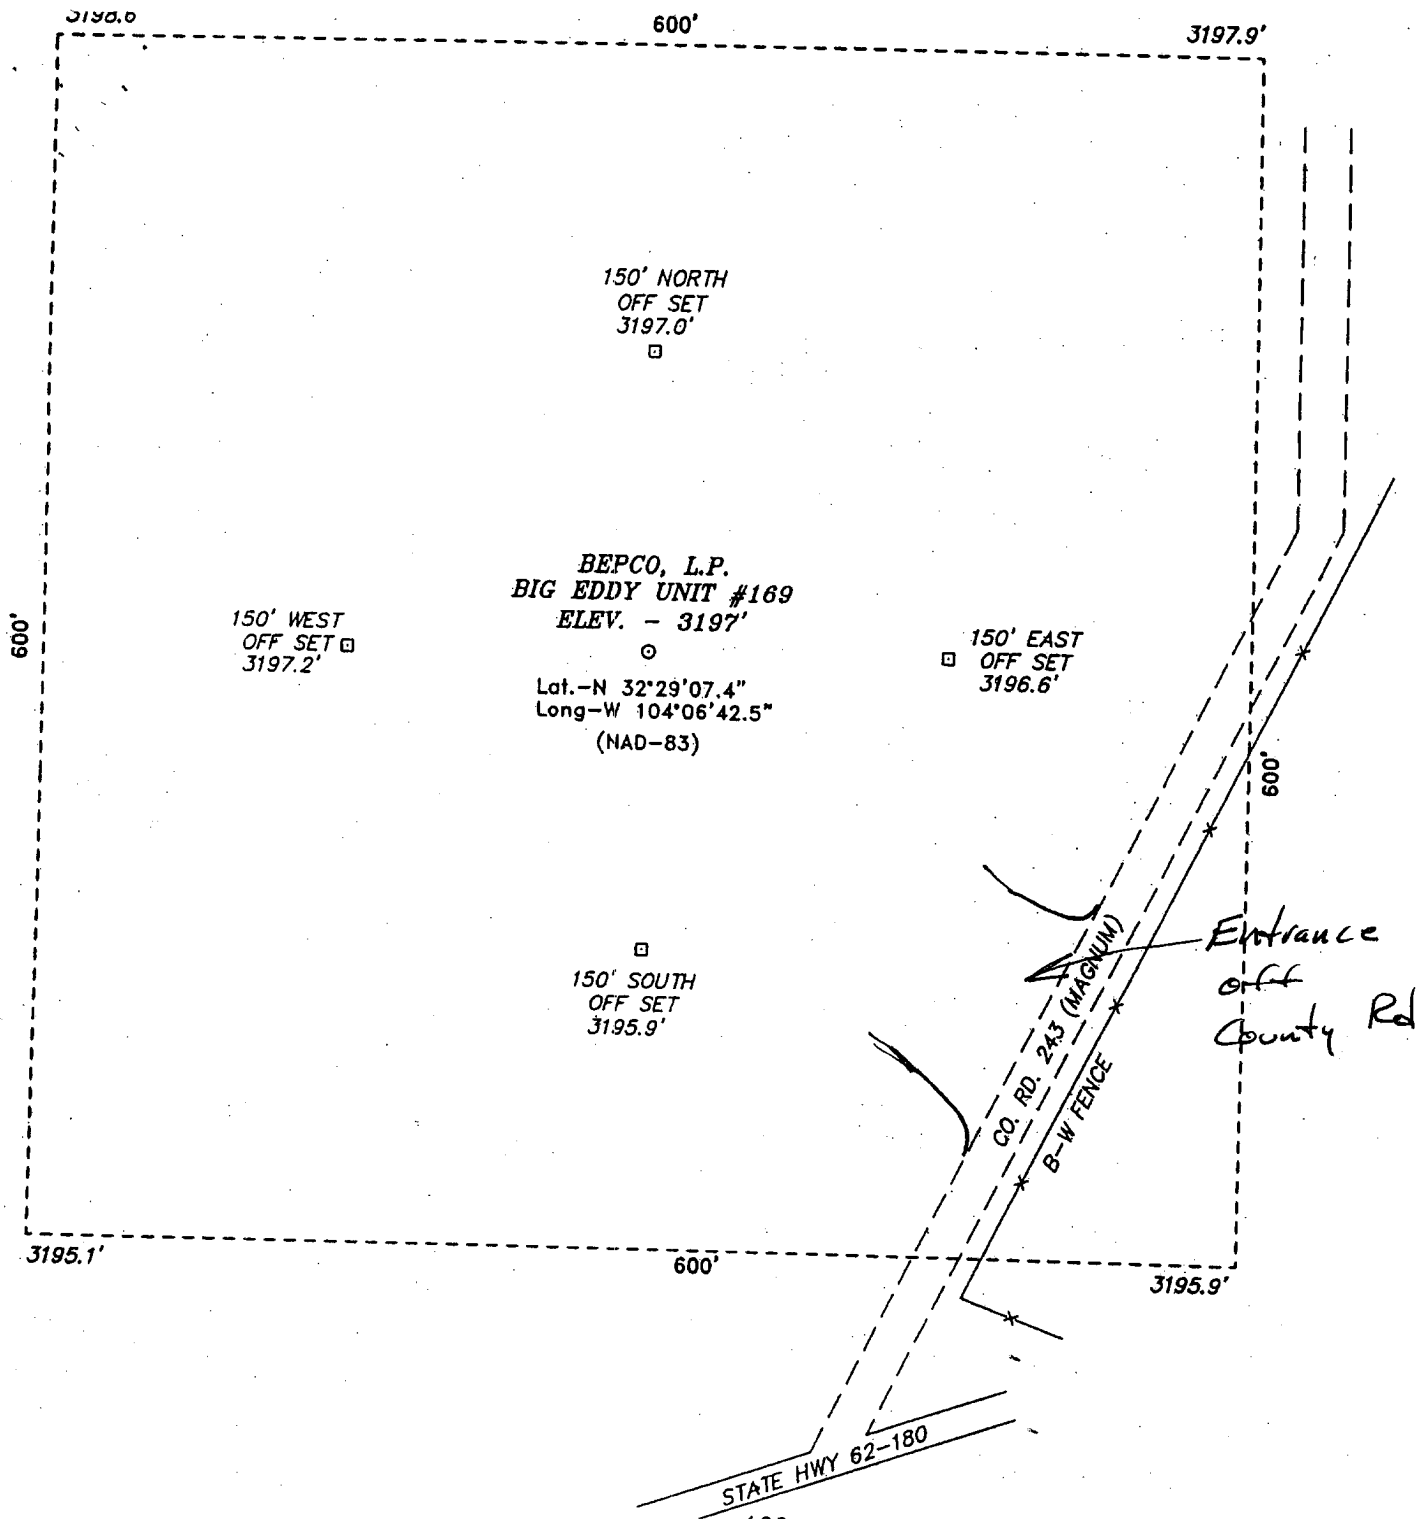 3198.6
600'
3197.9'
150' NORTH
OFF SET
3197.0'
BEPCO, L.P.
BIG EDDY UNIT #169
ELEV. - 3197'
Lat.-N 32°29'07.4"
Long-W 104°06'42.5"
(NAD-83)
600'
150' WEST
OFF SET
3197.2'
150' EAST
OFF SET
3196.6'
600'
150' SOUTH
OFF SET
3195.9'
Entrance
off
County Rd
CO. RD. 243 (MAGNUM)
B-W FENCE
3195.1'
600'
3195.9'
STATE HWY 62-180